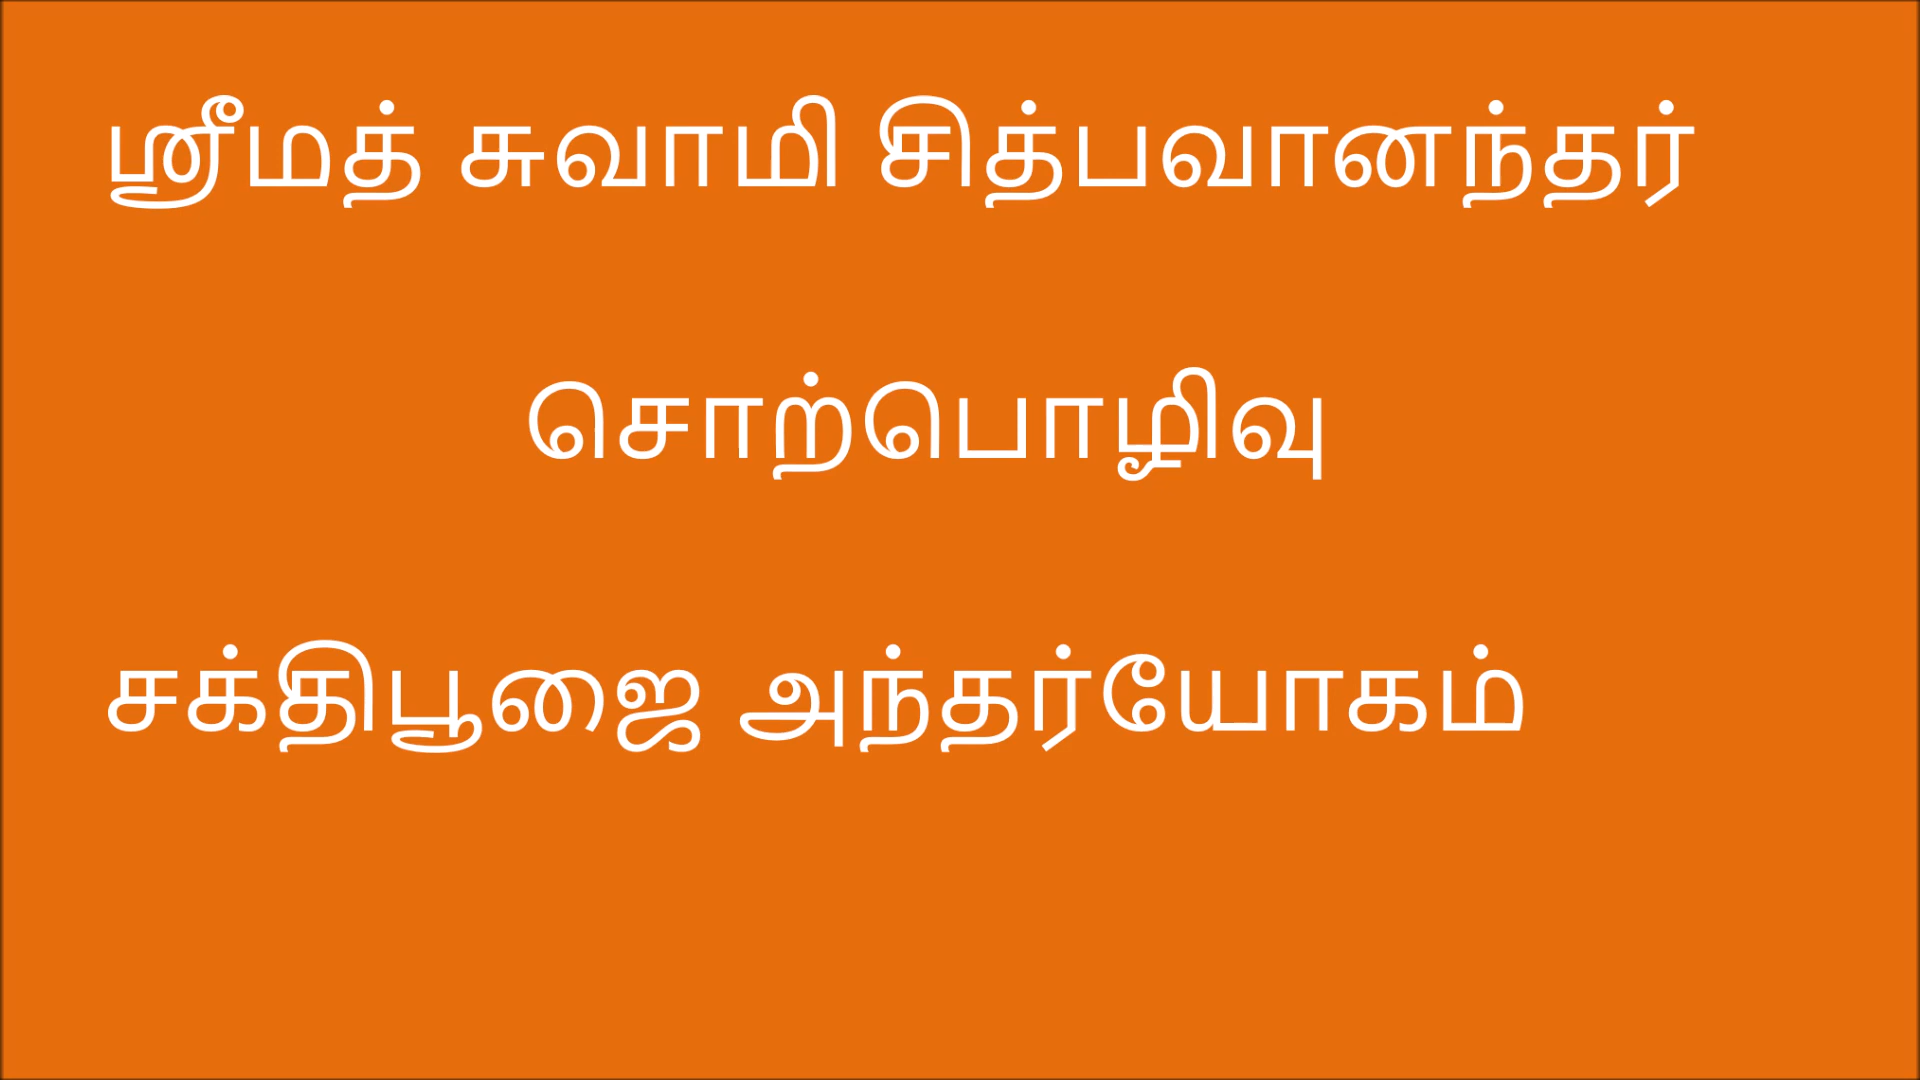 ஸ்ரீமத் சுவாமி சித்பவானந்தர்
சொற்பொழிவு
சக்திபூஜை அந்தர்யோகம்